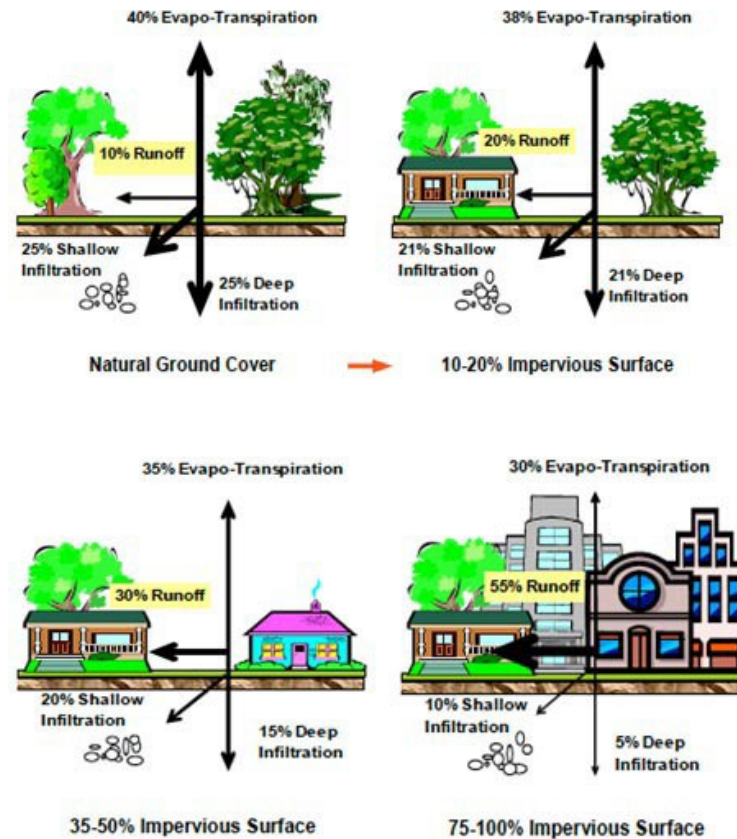 40% Evapo-Transpiration
10% Runoff
25% Shallow
Infiltration
25% Deep
Infiltration
Natural Ground Cover
38% Evapo-Transpiration
20% Runoff
21% Shallow
Infiltration
21% Deep
Infiltration
10-20% Impervious Surface
35% Evapo-Transpiration
30% Runoff
20% Shallow
Infiltration
15% Deep
Infiltration
35-50% Impervious Surface
30% Evapo-Transpiration
55% Runoff
10% Shallow
Infiltration
5% Deep
Infiltration
75-100% Impervious Surface